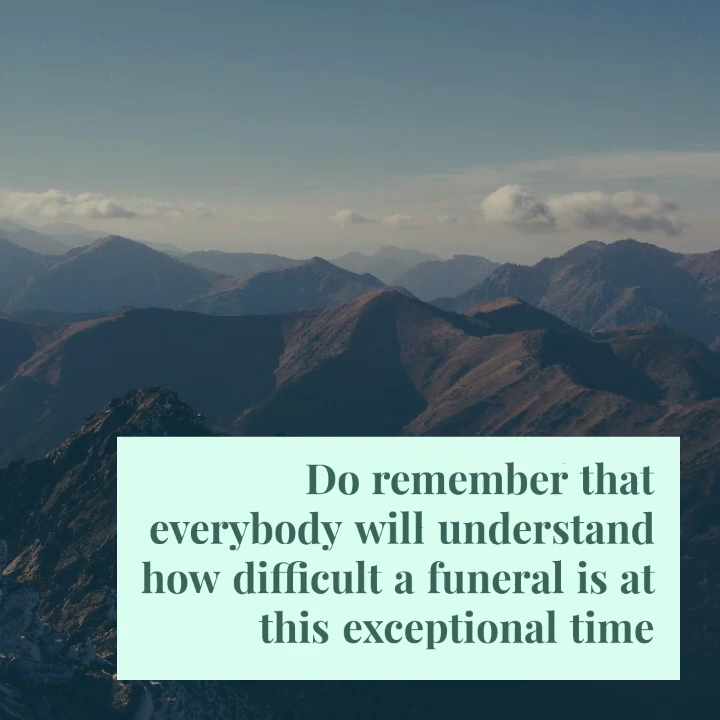 Do remember that
everybody will understand
how difficult a funeral is at
this exceptional time